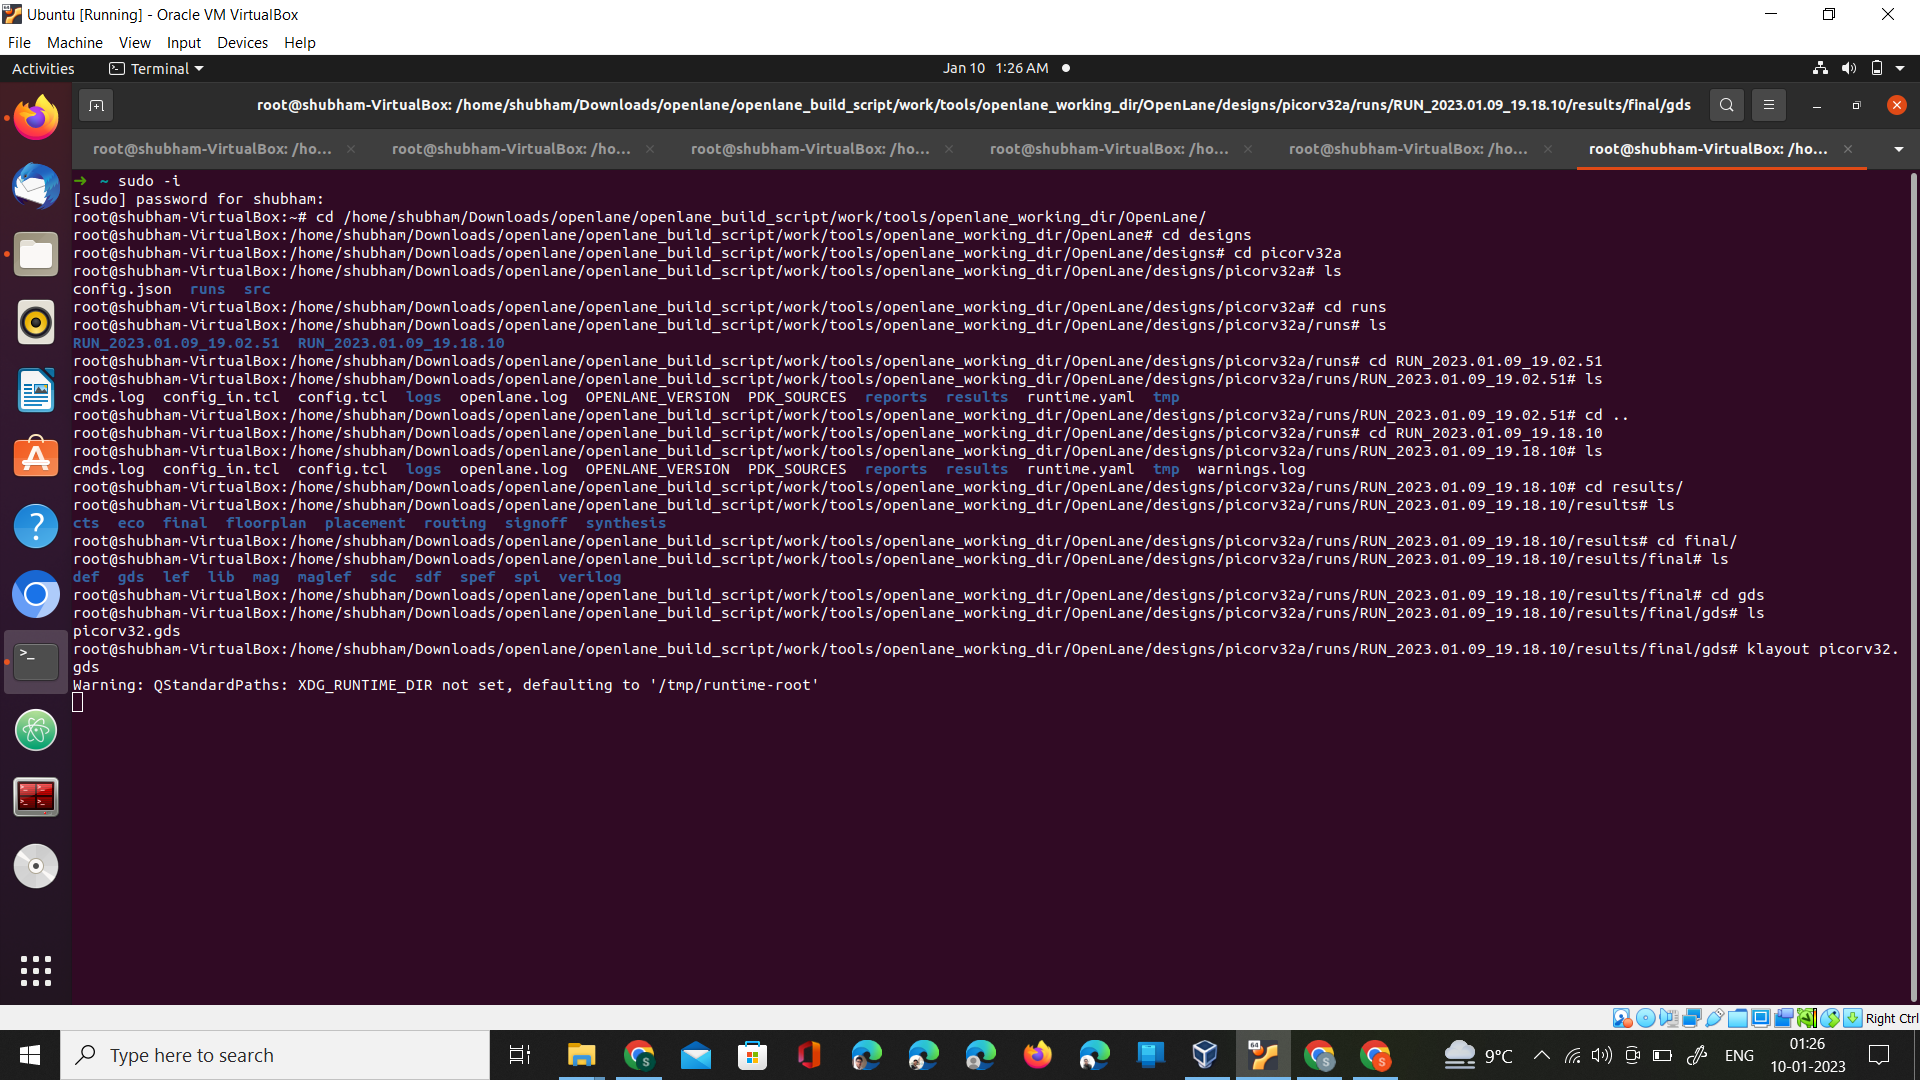 Ubuntu [Running] - Oracle VM VirtualBox
File Machine View Input Devices Help
Activities Terminal Jan 10 1:26 AM
root@shubham-VirtualBox: /home/shubham/Downloads/openlane/openlane_build_script/work/tools/openlane_working_dir/OpenLane/designs/picorv32a/runs/RUN_2023.01.09_19.18.10/results/final/gds
root@shubham-VirtualBox: /ho... root@shubham-VirtualBox: /ho... root@shubham-VirtualBox: /ho... root@shubham-VirtualBox: /ho... root@shubham-VirtualBox: /ho... root@shubham-VirtualBox: /ho...
➜ ~ sudo -i
[sudo] password for shubham:
root@shubham-VirtualBox:~# cd /home/shubham/Downloads/openlane/openlane_build_script/work/tools/openlane_working_dir/OpenLane/
root@shubham-VirtualBox:/home/shubham/Downloads/openlane/openlane_build_script/work/tools/openlane_working_dir/OpenLane# cd designs
root@shubham-VirtualBox:/home/shubham/Downloads/openlane/openlane_build_script/work/tools/openlane_working_dir/OpenLane/designs# cd picorv32a
root@shubham-VirtualBox:/home/shubham/Downloads/openlane/openlane_build_script/work/tools/openlane_working_dir/OpenLane/designs/picorv32a# ls
config.json runs src
root@shubham-VirtualBox:/home/shubham/Downloads/openlane/openlane_build_script/work/tools/openlane_working_dir/OpenLane/designs/picorv32a# cd runs
root@shubham-VirtualBox:/home/shubham/Downloads/openlane/openlane_build_script/work/tools/openlane_working_dir/OpenLane/designs/picorv32a/runs# ls
RUN_2023.01.09_19.02.51 RUN_2023.01.09_19.18.10
root@shubham-VirtualBox:/home/shubham/Downloads/openlane/openlane_build_script/work/tools/openlane_working_dir/OpenLane/designs/picorv32a/runs# cd RUN_2023.01.09_19.02.51
root@shubham-VirtualBox:/home/shubham/Downloads/openlane/openlane_build_script/work/tools/openlane_working_dir/OpenLane/designs/picorv32a/runs/RUN_2023.01.09_19.02.51# ls
cmds.log config_in.tcl config.tcl logs openlane.log OPENLANE_VERSION PDK_SOURCES reports results runtime.yaml tmp
root@shubham-VirtualBox:/home/shubham/Downloads/openlane/openlane_build_script/work/tools/openlane_working_dir/OpenLane/designs/picorv32a/runs/RUN_2023.01.09_19.02.51# cd ..
root@shubham-VirtualBox:/home/shubham/Downloads/openlane/openlane_build_script/work/tools/openlane_working_dir/OpenLane/designs/picorv32a/runs# cd RUN_2023.01.09_19.18.10
root@shubham-VirtualBox:/home/shubham/Downloads/openlane/openlane_build_script/work/tools/openlane_working_dir/OpenLane/designs/picorv32a/runs/RUN_2023.01.09_19.18.10# ls
cmds.log config_in.tcl config.tcl logs openlane.log OPENLANE_VERSION PDK_SOURCES reports results runtime.yaml tmp warnings.log
root@shubham-VirtualBox:/home/shubham/Downloads/openlane/openlane_build_script/work/tools/openlane_working_dir/OpenLane/designs/picorv32a/runs/RUN_2023.01.09_19.18.10# cd results/
root@shubham-VirtualBox:/home/shubham/Downloads/openlane/openlane_build_script/work/tools/openlane_working_dir/OpenLane/designs/picorv32a/runs/RUN_2023.01.09_19.18.10/results# ls
cts eco final floorplan placement routing signoff synthesis
root@shubham-VirtualBox:/home/shubham/Downloads/openlane/openlane_build_script/work/tools/openlane_working_dir/OpenLane/designs/picorv32a/runs/RUN_2023.01.09_19.18.10/results# cd final/
root@shubham-VirtualBox:/home/shubham/Downloads/openlane/openlane_build_script/work/tools/openlane_working_dir/OpenLane/designs/picorv32a/runs/RUN_2023.01.09_19.18.10/results/final# ls
def gds lef lib mag maglef sdc sdf spef spi verilog
root@shubham-VirtualBox:/home/shubham/Downloads/openlane/openlane_build_script/work/tools/openlane_working_dir/OpenLane/designs/picorv32a/runs/RUN_2023.01.09_19.18.10/results/final# cd gds
root@shubham-VirtualBox:/home/shubham/Downloads/openlane/openlane_build_script/work/tools/openlane_working_dir/OpenLane/designs/picorv32a/runs/RUN_2023.01.09_19.18.10/results/final/gds# ls
picorv32.gds
root@shubham-VirtualBox:/home/shubham/Downloads/openlane/openlane_build_script/work/tools/openlane_working_dir/OpenLane/designs/picorv32a/runs/RUN_2023.01.09_19.18.10/results/final/gds# klayout picorv32.
gds
Warning: QStandardPaths: XDG_RUNTIME_DIR not set, defaulting to '/tmp/runtime-root'
Right Ctrl
Type here to search
9°C
ENG
01:26
10-01-2023